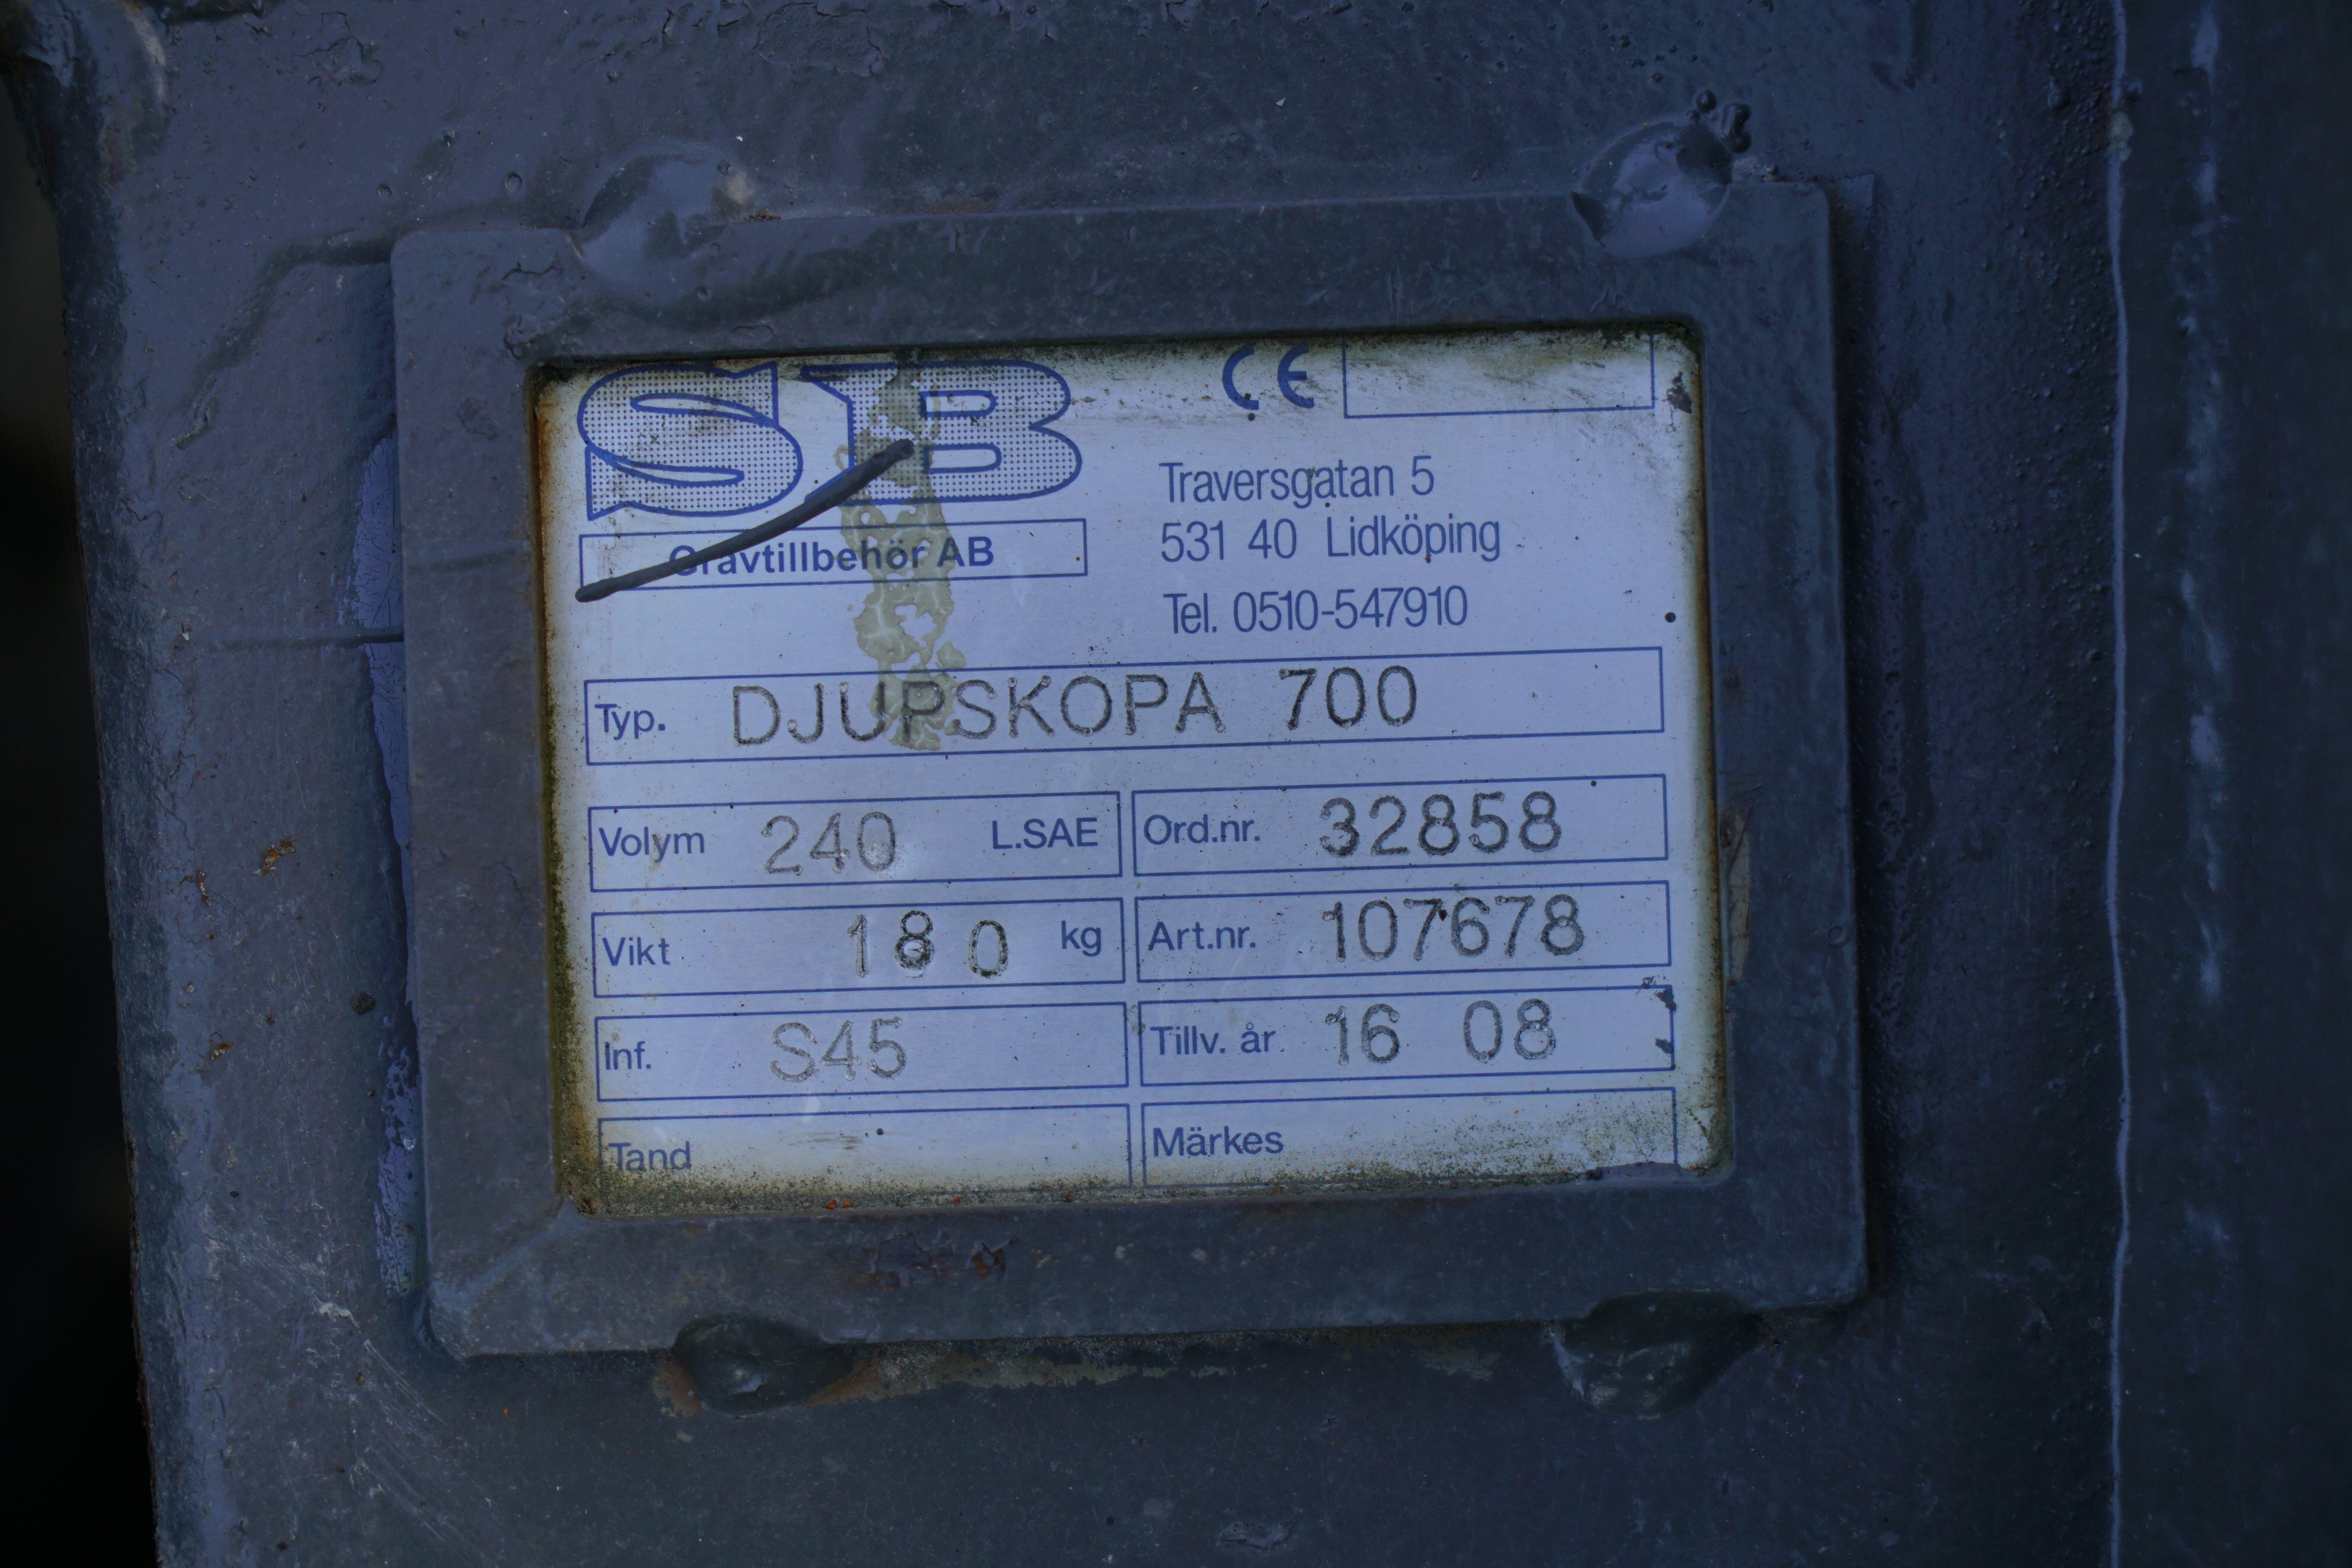 SB
CE
Grävtillbehör AB
Traversgatan 5
531 40 Lidköping
Tel. 0510-547910
Typ. DJUPSKOPA 700
Volym 240 L.SAE
Ord.nr. 32858
Vikt 180 kg
Art.nr. 107678
Inf. S45
Tillv. år 16 08
Tand
Märkes